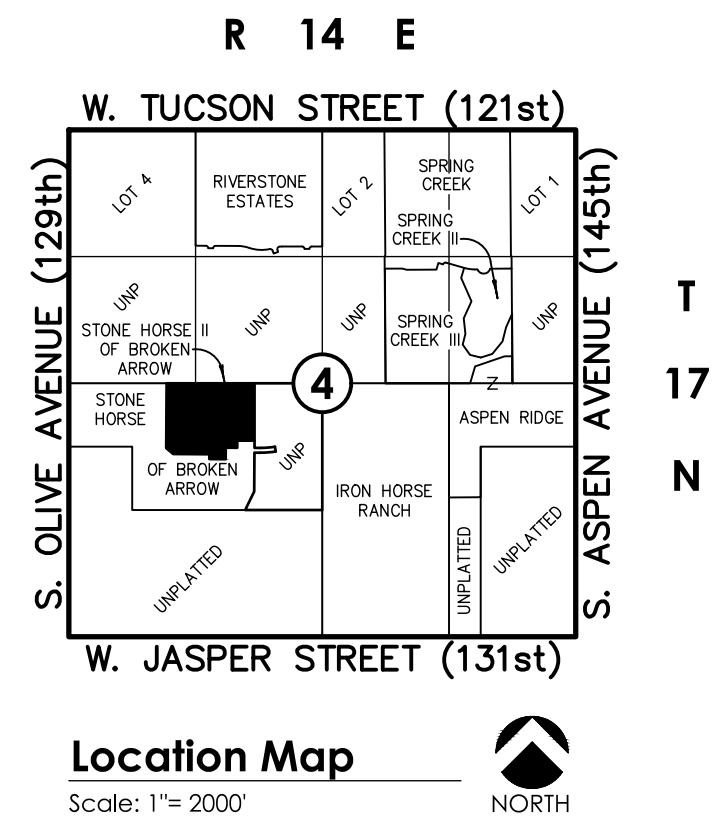 R 14 E
W. TUCSON STREET (121st)
S. OLIVE AVENUE (129th)
S. ASPEN AVENUE (145th)
T
17
N
LOT 4
RIVERSTONE
ESTATES
LOT 2
SPRING
CREEK
LOT 1
SPRING
CREEK II
UNP
UNP
UNP
SPRING
CREEK III
UNP
STONE HORSE II
OF BROKEN
ARROW
4
Z
STONE
HORSE
ASPEN RIDGE
OF BROKEN
ARROW
UNP
IRON HORSE
RANCH
UNPLATTED
UNPLATTED
UNPLATTED
W. JASPER STREET (131st)
Location Map
Scale: 1"= 2000'
NORTH